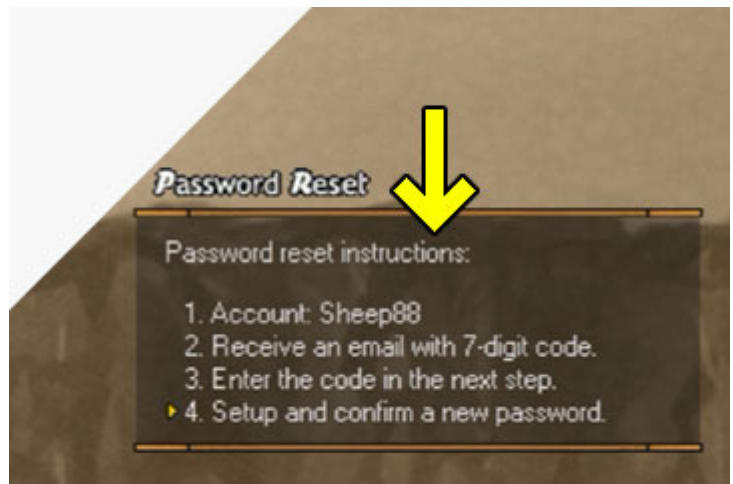 Password Reset
Password reset instructions:
1. Account: Sheep88
2. Receive an email with 7-digit code.
3. Enter the code in the next step.
4. Setup and confirm a new password.